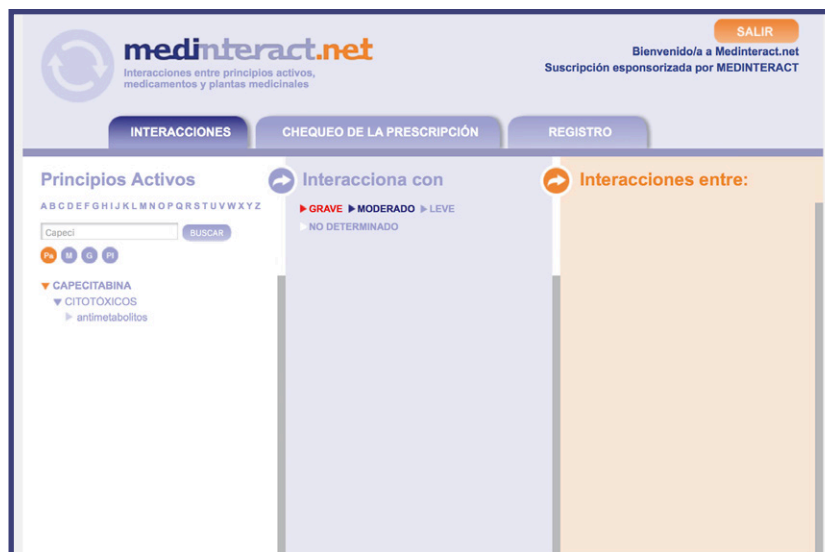 medinteract.net
Interacciones entre principios activos,
medicamentos y plantas medicinales
SALIR
Bienvenido/a a Medinteract.net
Suscripción esponsorizada por MEDINTERACT
INTERACCIONES
CHEQUEO DE LA PRESCRIPCIÓN
REGISTRO
Principios Activos
A B C D E F G H I J K L M N O P Q R S T U V W X Y Z
Capeci
BUSCAR
Pa M G Pl
CAPECITABINA
CITOTÓXICOS
antimetabolitos
Interacciona con
GRAVE MODERADO LEVE
NO DETERMINADO
Interacciones entre: